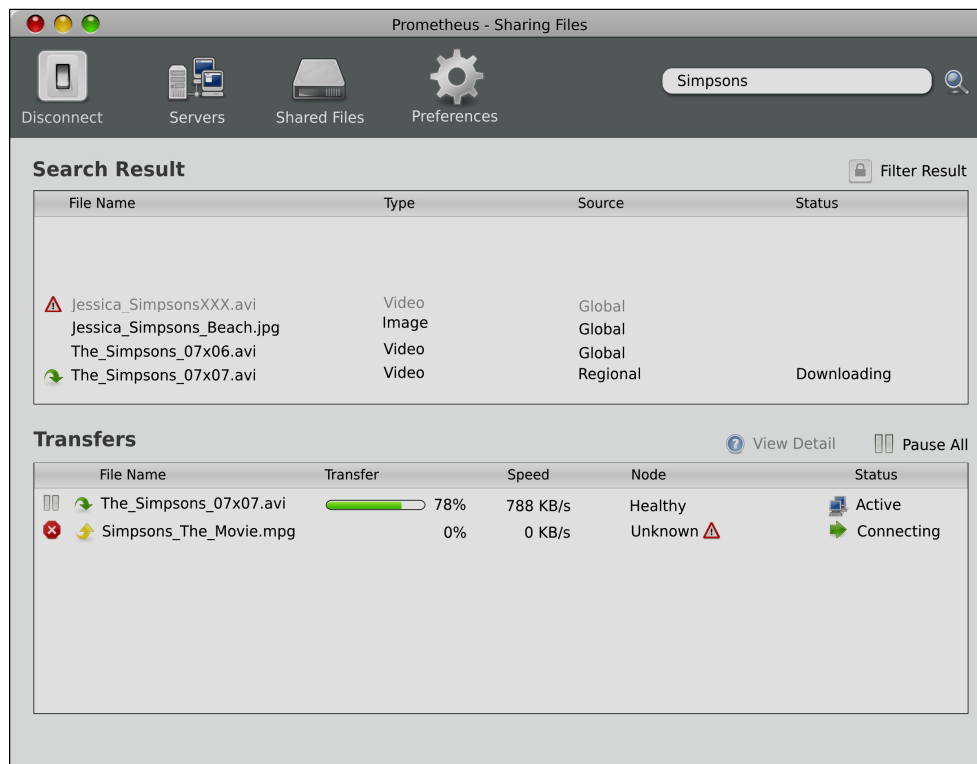 Prometheus - Sharing Files
Simpsons
Disconnect Servers Shared Files Preferences
Search Result
Filter Result
File Name Type Source Status
Jessica_SimpsonsXXX.avi Video Global
Jessica_Simpsons_Beach.jpg Image Global
The_Simpsons_07x06.avi Video Global
The_Simpsons_07x07.avi Video Regional Downloading
Transfers
View Detail Pause All
File Name Transfer Speed Node Status
The_Simpsons_07x07.avi 78% 788 KB/s Healthy Active
Simpsons_The_Movie.mpg 0% 0 KB/s Unknown Connecting